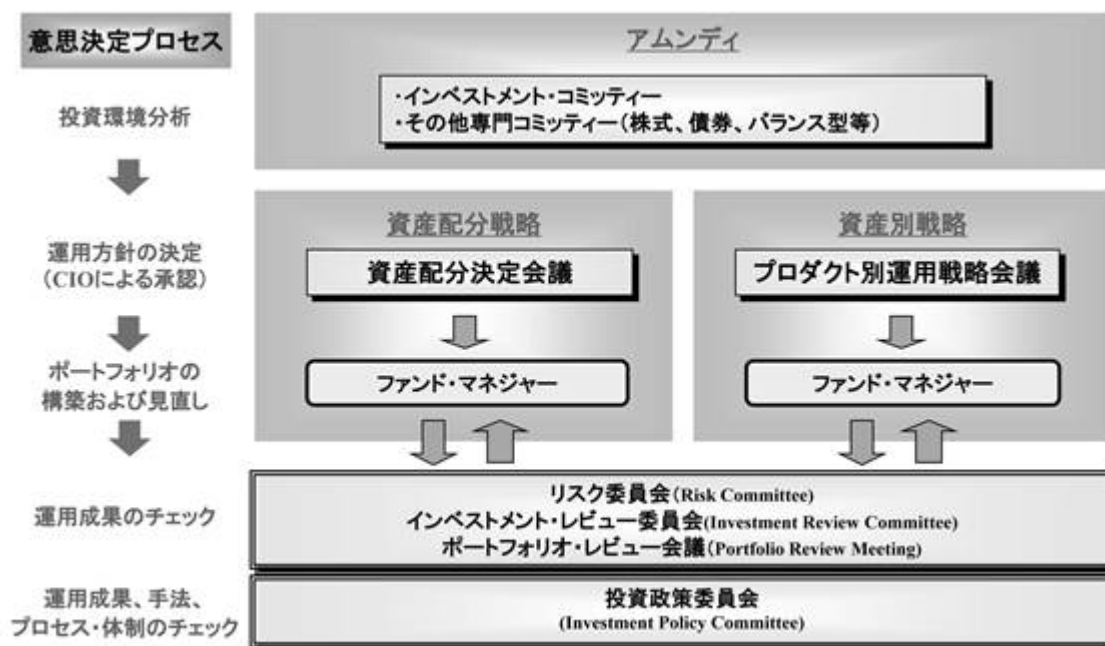 意思決定プロセス
アムンディ
投資環境分析
・インベストメント・コミッティー
・その他専門コミッティー(株式、債券、バランス型等)
運用方針の決定
(CIOによる承認)
資産配分戦略
資産配分決定会議
資産別戦略
プロダクト別運用戦略会議
ポートフォリオの
構築および見直し
ファンド・マネジャー
ファンド・マネジャー
運用成果のチェック
リスク委員会(Risk Committee)
インベストメント・レビュー委員会(Investment Review Committee)
ポートフォリオ・レビュー会議(Portfolio Review Meeting)
運用成果、手法、
プロセス・体制のチェック
投資政策委員会
(Investment Policy Committee)